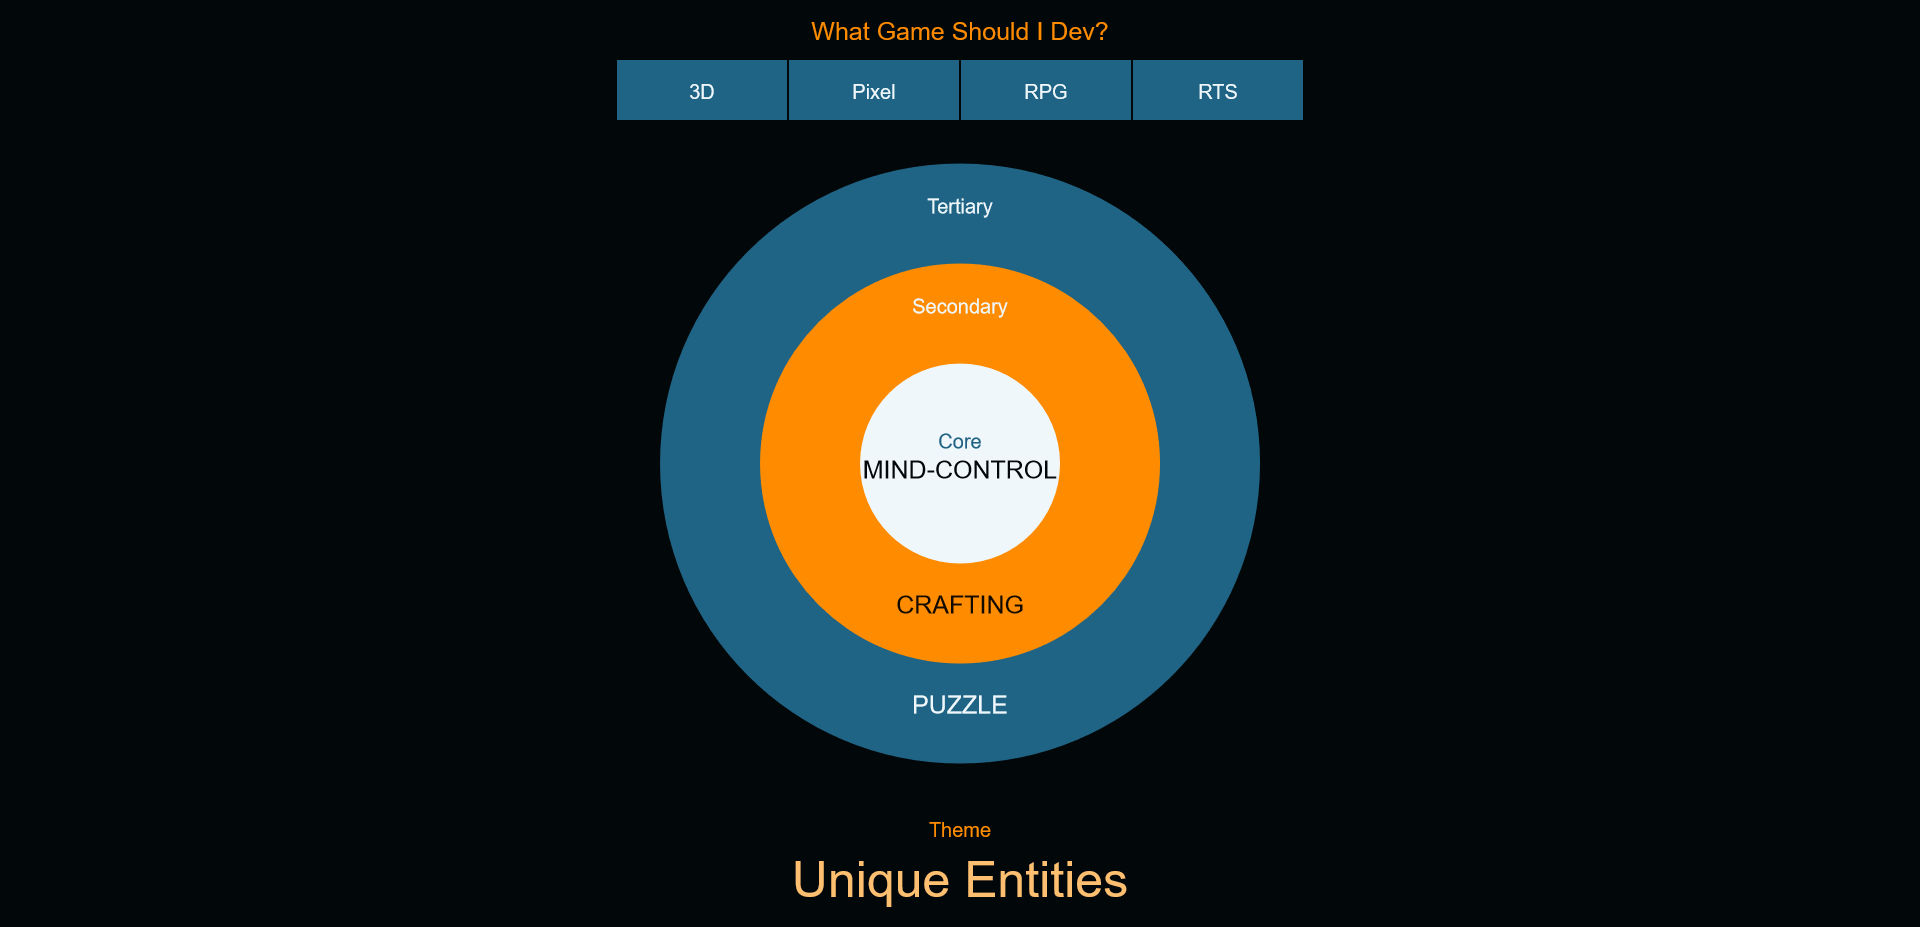 What Game Should I Dev?
3D Pixel RPG RTS
Tertiary
Secondary
Core
MIND-CONTROL
CRAFTING
PUZZLE
Theme
Unique Entities